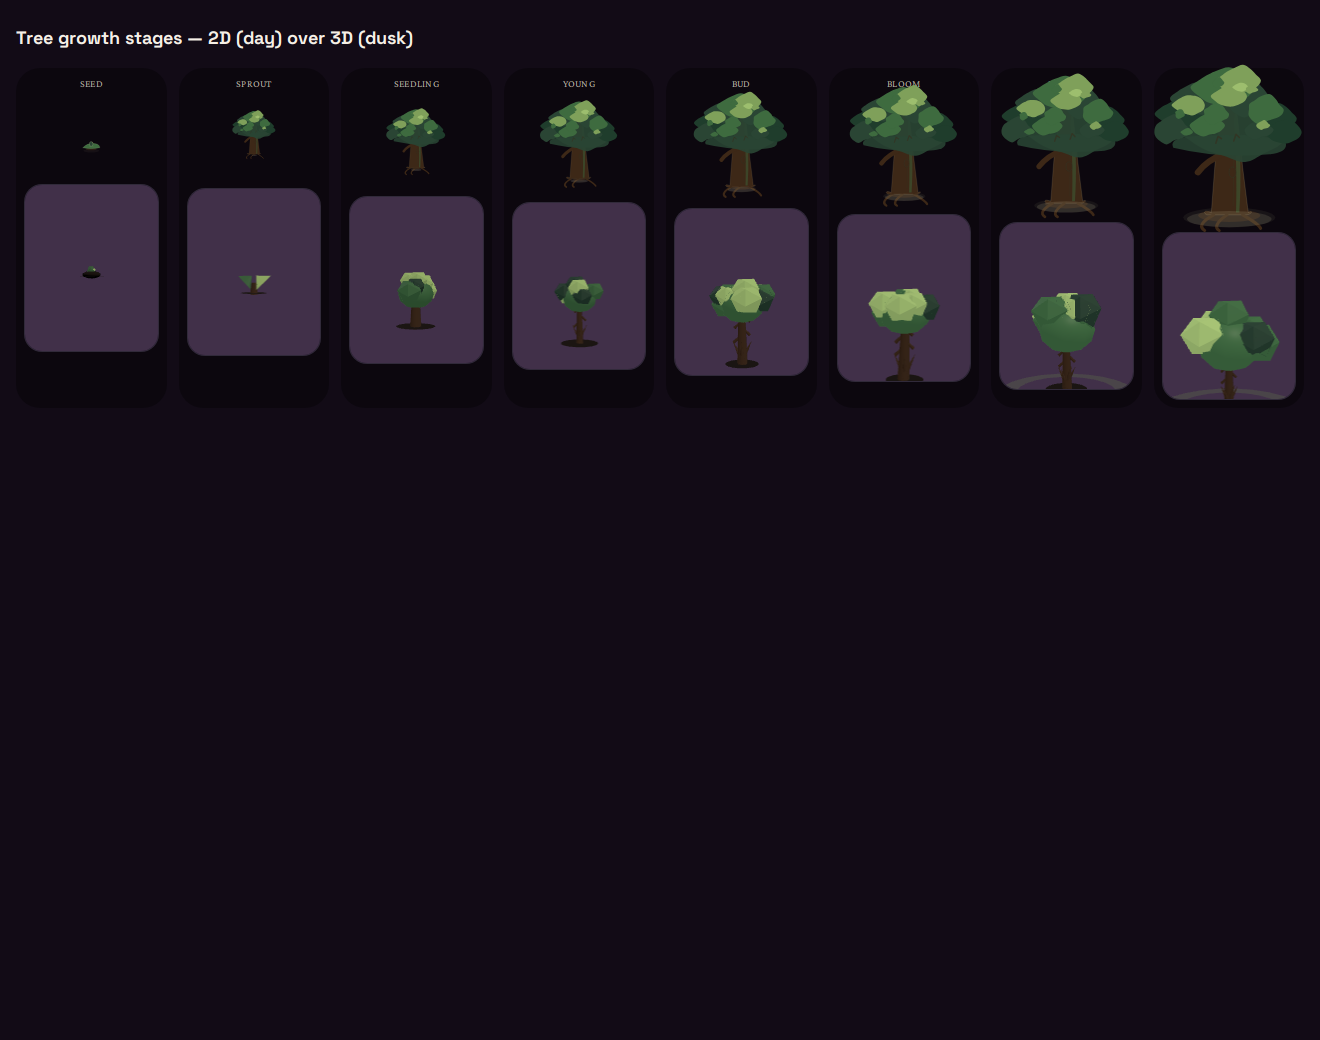 Tree growth stages — 2D (day) over 3D (dusk)
SEED
SPROUT
SEEDLING
YOUNG
BUD
BLOOM